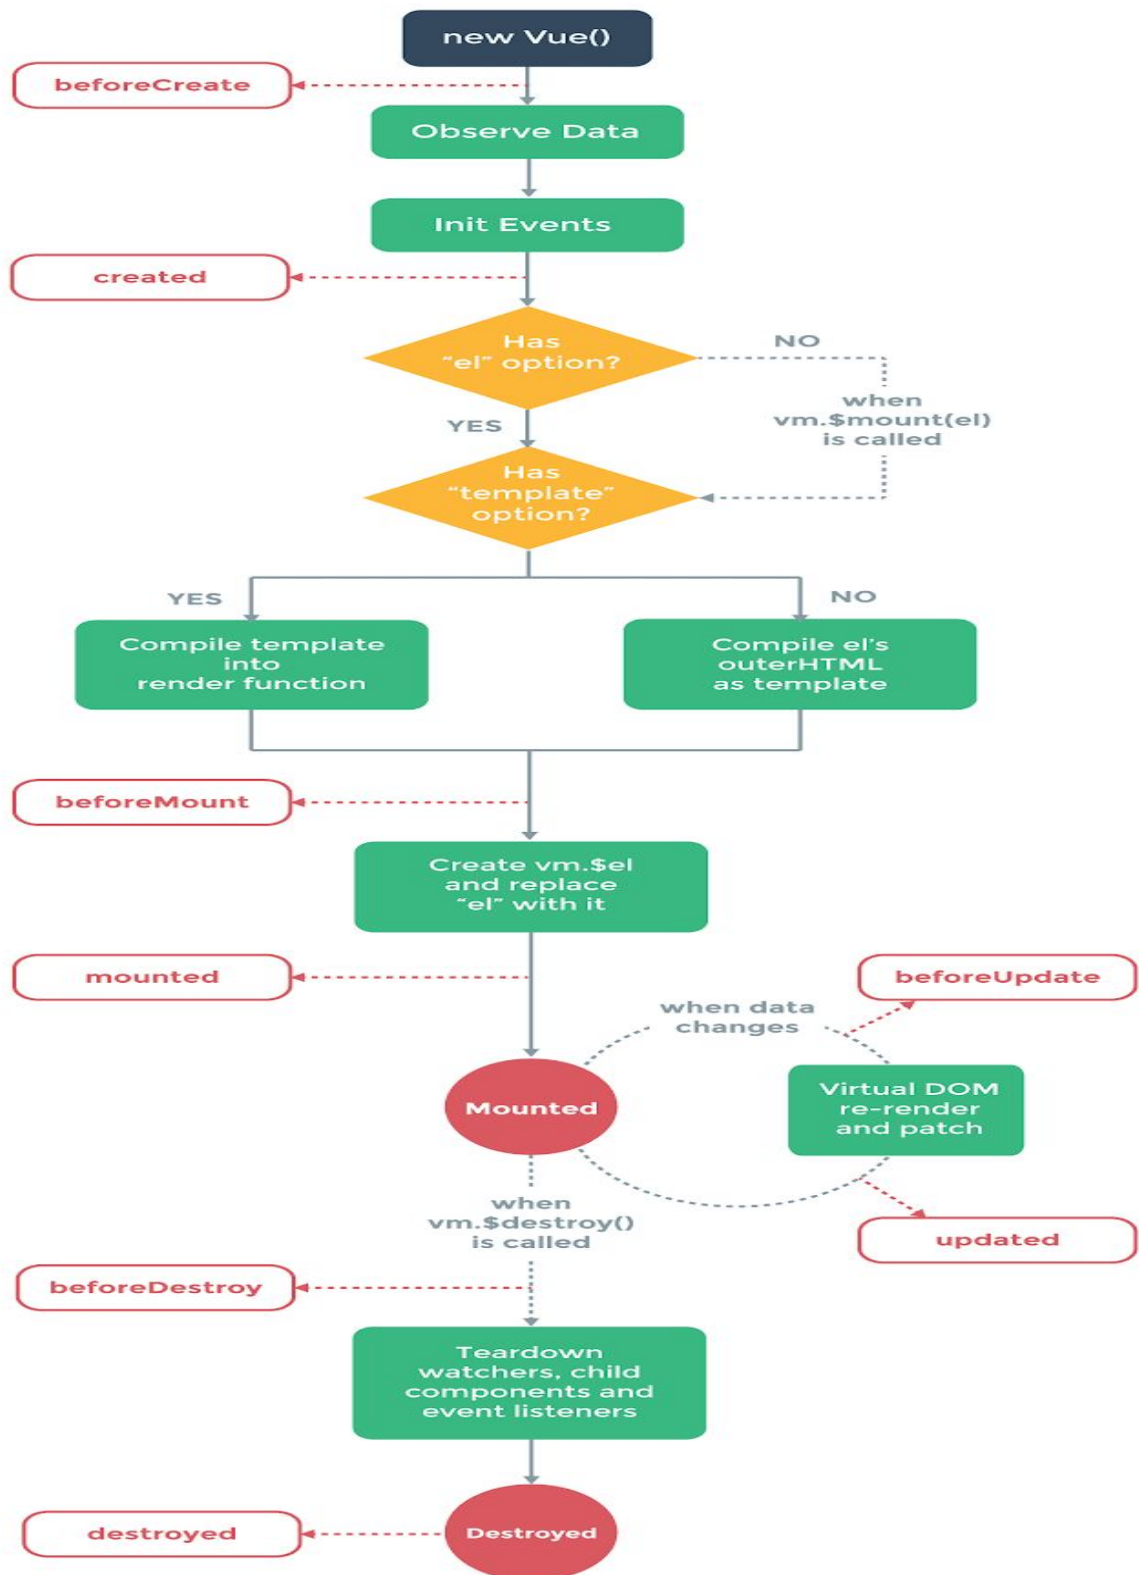 new Vue()
beforeCreate
Observe Data
Init Events
created
Has
“el” option?
NO
when
vm.$mount(el)
is called
YES
Has
“template”
option?
YES
NO
Compile template
into
render function
Compile el’s
outerHTML
as template
beforeMount
Create vm.$el
and replace
“el” with it
mounted
beforeUpdate
when data
changes
Mounted
Virtual DOM
re-render
and patch
when
vm.$destroy()
is called
updated
beforeDestroy
Teardown
watchers, child
components and
event listeners
destroyed
Destroyed